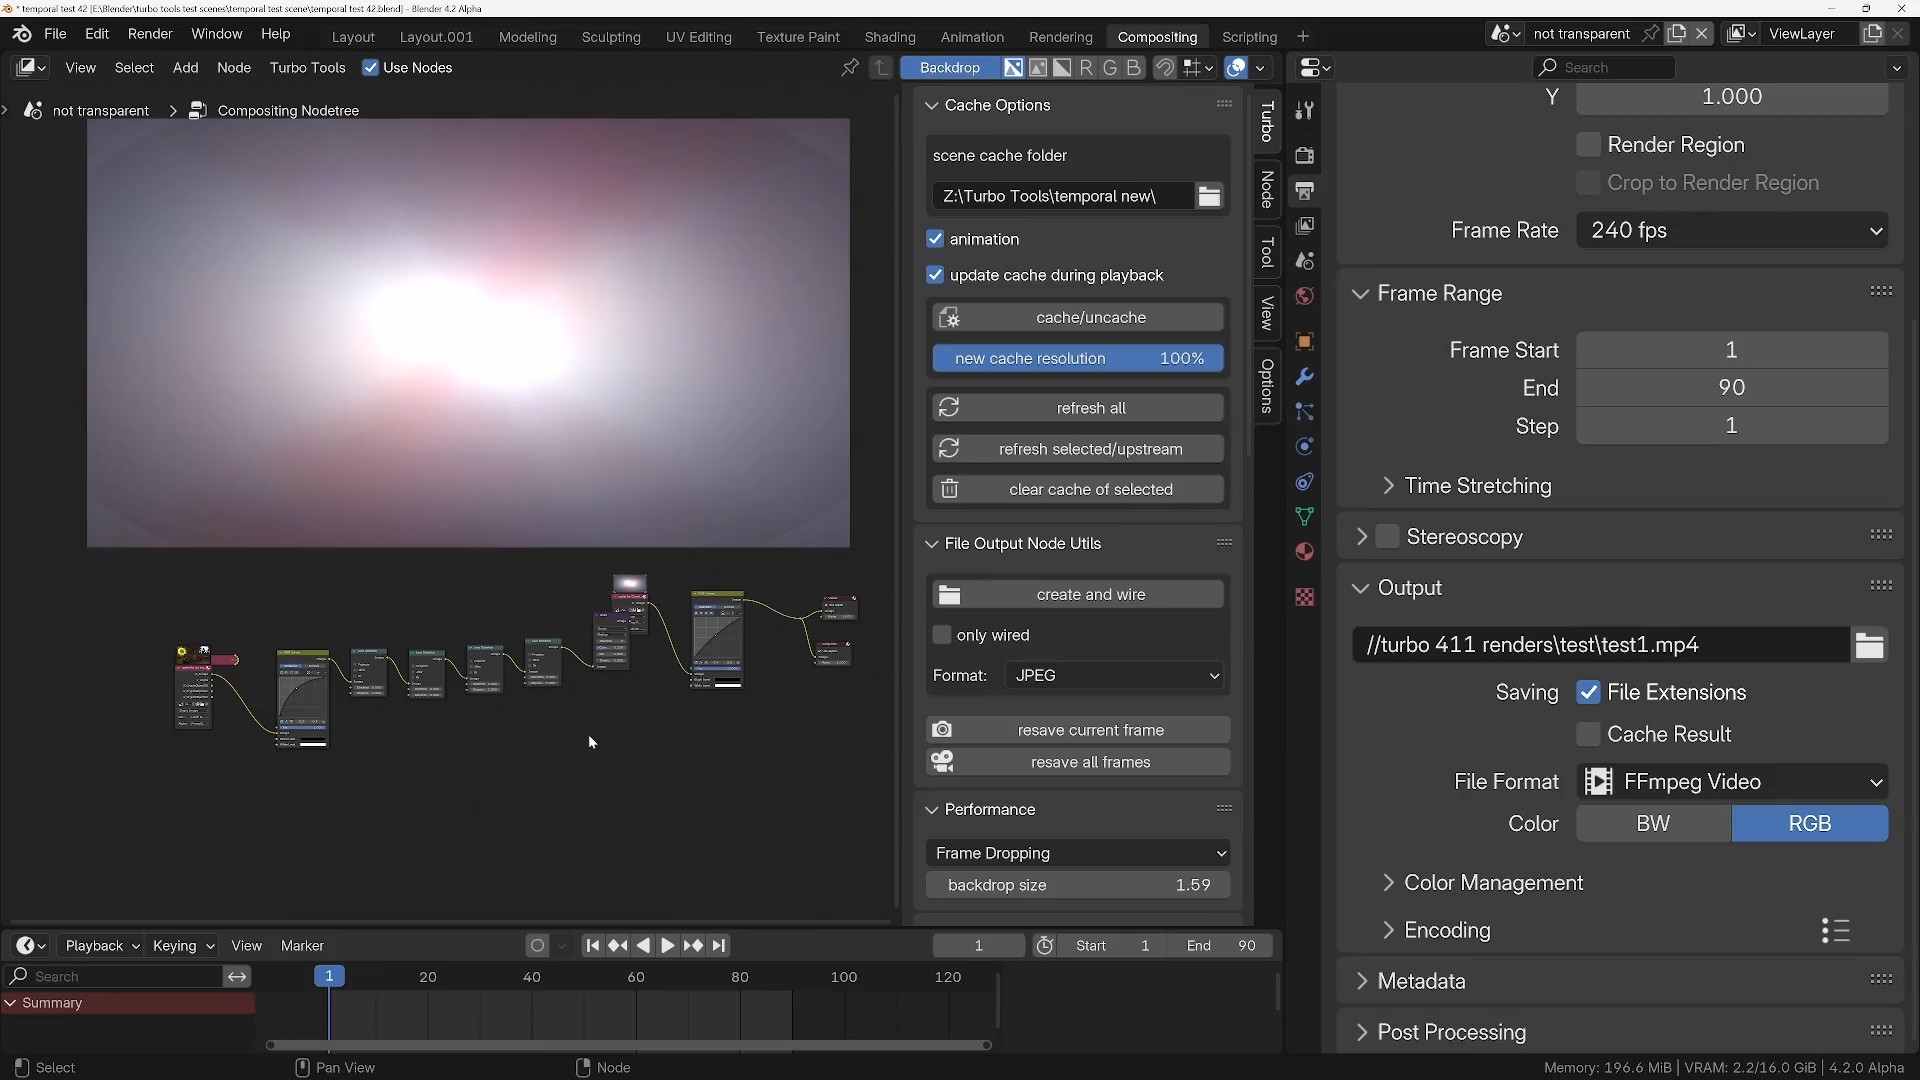 * temporal test 42 [E:\Blender\turbo tools test scenes\temporal test scene\temporal test 42.blend] - Blender 4.2 Alpha
File Edit Render Window Help Layout Layout.001 Modeling Sculpting UV Editing Texture Paint Shading Animation Rendering Compositing Scripting + not transparent ViewLayer
View Select Add Node Turbo Tools Use Nodes Backdrop R G B Search
not transparent > Compositing Nodetree
Cache Options
scene cache folder
Z:\Turbo Tools\temporal new\
animation
update cache during playback
cache/uncache
new cache resolution 100%
refresh all
refresh selected/upstream
clear cache of selected
File Output Node Utils
create and wire
only wired
Format: JPEG
resave current frame
resave all frames
Performance
Frame Dropping
backdrop size 1.59
Turbo
Node
Tool
View
Options
Y 1.000
Render Region
Crop to Render Region
Frame Rate 240 fps
Frame Range
Frame Start 1
End 90
Step 1
Time Stretching
Stereoscopy
Output
//turbo 411 renders\test\test1.mp4
Saving File Extensions
Cache Result
File Format FFmpeg Video
Color BW RGB
Color Management
Encoding
Metadata
Post Processing
Playback Keying View Marker 1 Start 1 End 90
Search 1 20 40 60 80 100 120
Summary
Select Pan View Node Memory: 196.6 MiB | VRAM: 2.2/16.0 GiB | 4.2.0 Alpha